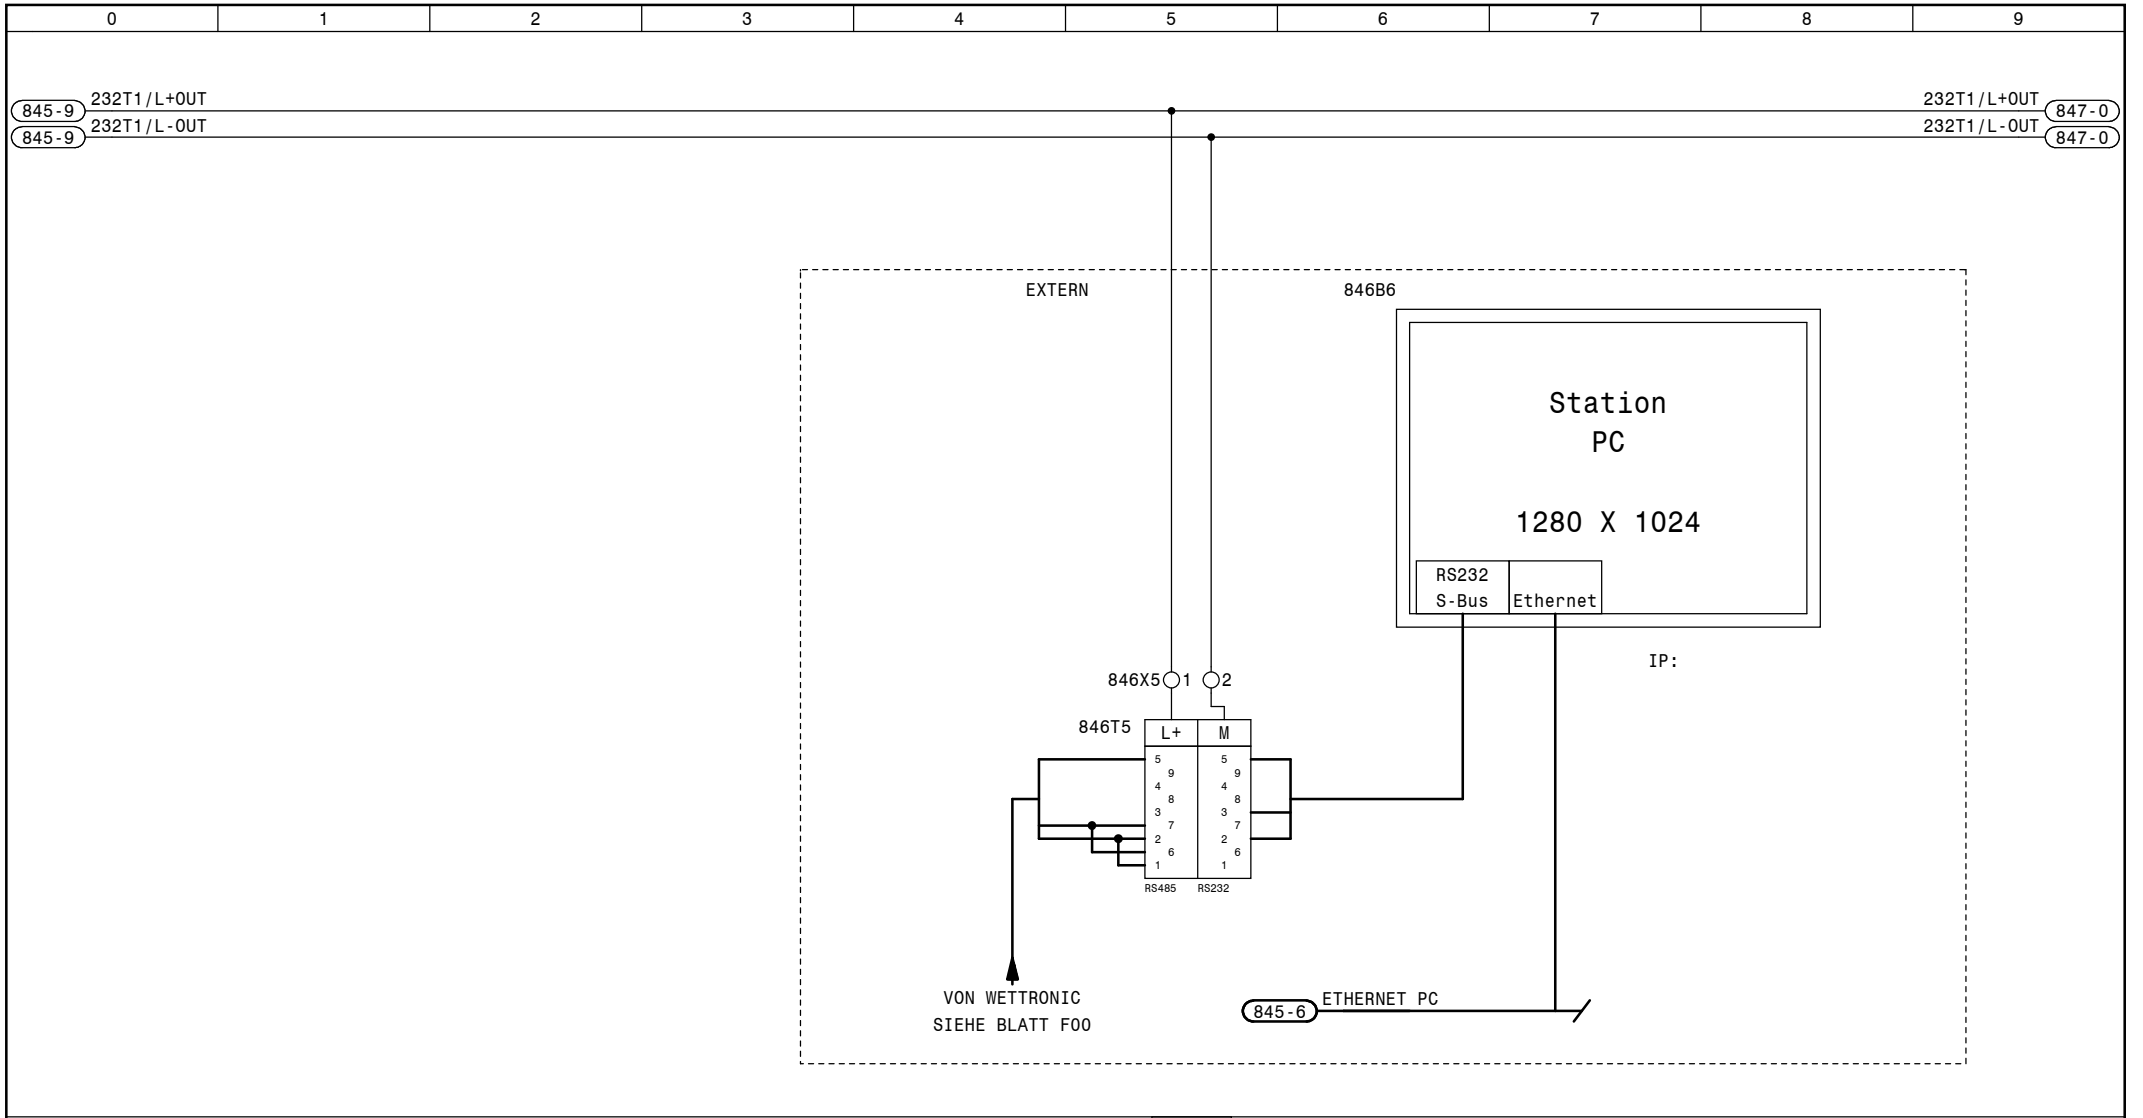 0 1 2 3 4 5 6 7 8 9
232T1/L+OUT 232T1/L+OUT
845-9 847-0
232T1/L-OUT 232T1/L-OUT
845-9 847-0
EXTERN 846B6
Station
PC
1280 X 1024
RS232
S-Bus Ethernet
IP:
846X5 1 2
846T5 L+ M
5 5
9 9
4 4
8 8
3 3
7 7
2 2
6 6
1 1
RS485 RS232
VON WETTRONIC
SIEHE BLATT F00
845-6 ETHERNET PC